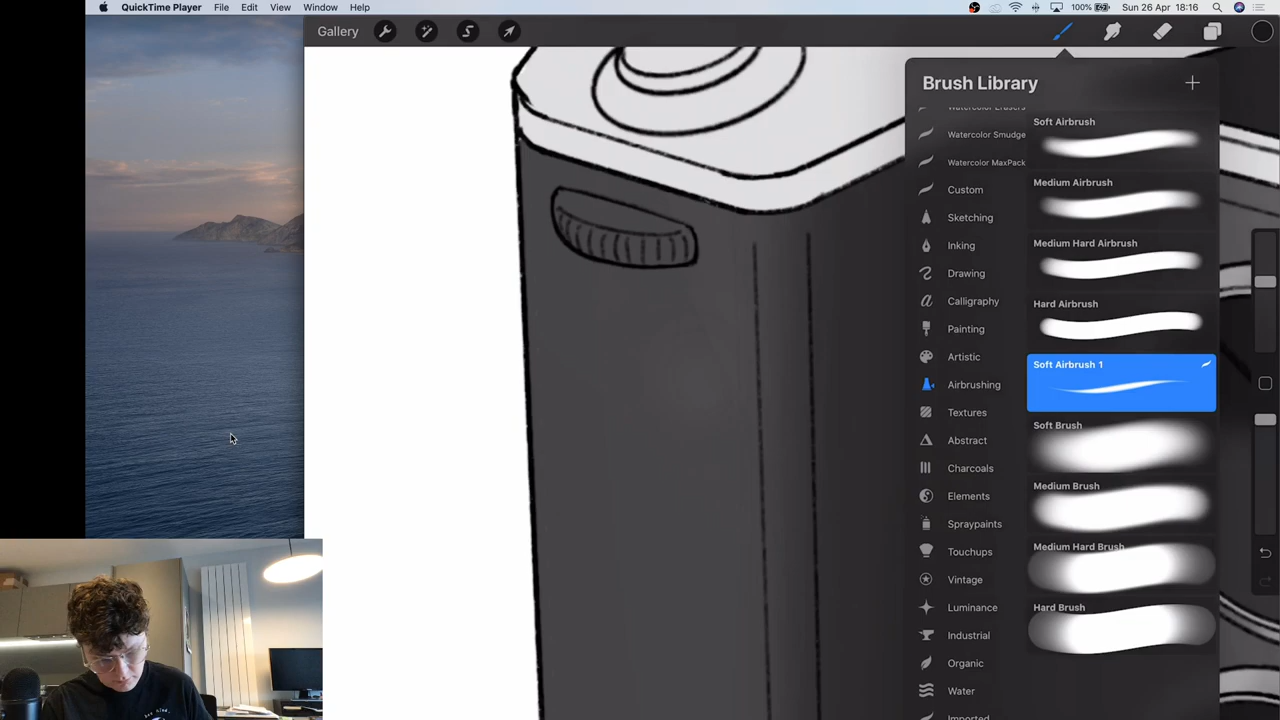 QuickTime Player File Edit View Window Help 100% Sun 26 Apr 18:16
Gallery
Brush Library
Watercolor Erasers
Watercolor Smudge
Watercolor MaxPack
Custom
Sketching
Inking
Drawing
Calligraphy
Painting
Artistic
Airbrushing
Textures
Abstract
Charcoals
Elements
Spraypaints
Touchups
Vintage
Luminance
Industrial
Organic
Water
Imported
Soft Airbrush
Medium Airbrush
Medium Hard Airbrush
Hard Airbrush
Soft Airbrush 1
Soft Brush
Medium Brush
Medium Hard Brush
Hard Brush